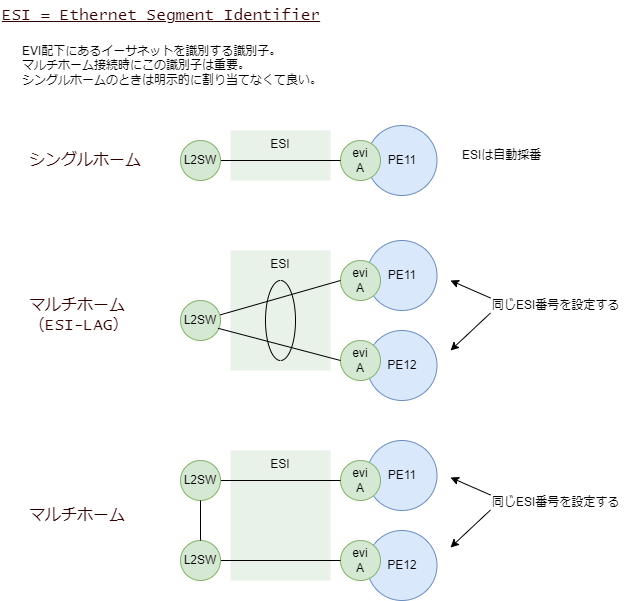 ESI = Ethernet Segment Identifier
EVI配下にあるイーサネットを識別する識別子。
マルチホーム接続時にこの識別子は重要。
シングルホームのときは明示的に割り当てなくて良い。
シングルホーム
L2SW
ESI
evi
A
PE11
ESIは自動採番
マルチホーム
（ESI-LAG）
L2SW
ESI
evi
A
PE11
evi
A
PE12
同じESI番号を設定する
マルチホーム
L2SW
L2SW
ESI
evi
A
PE11
evi
A
PE12
同じESI番号を設定する